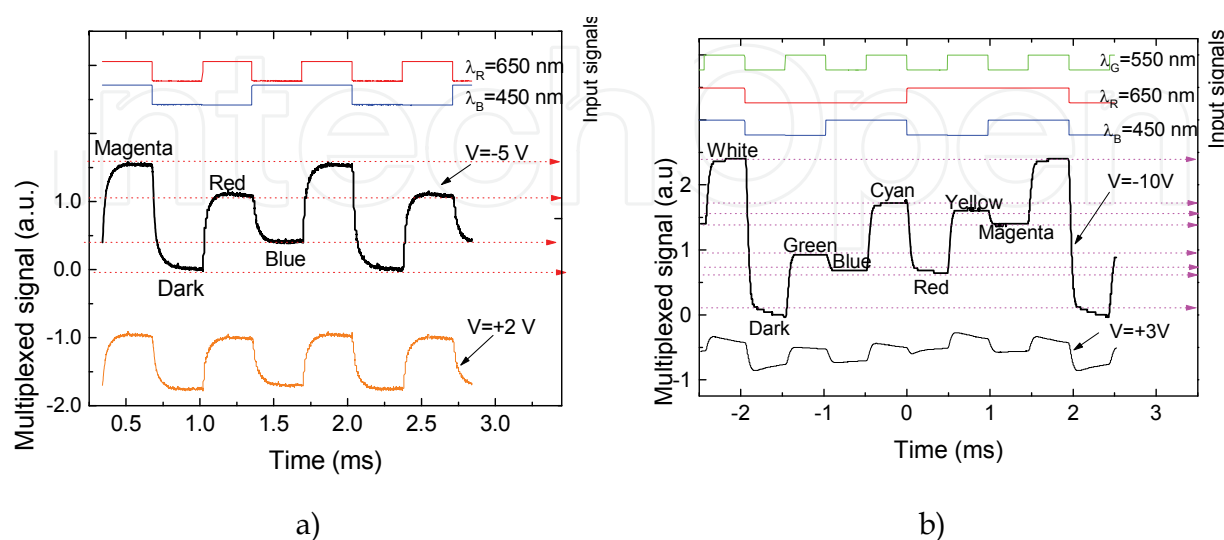 λR=650 nm
λB=450 nm
Input signals
Magenta
V=-5 V
Red
Blue
Dark
V=+2 V
Multiplexed signal (a.u.)
1.0
0.0
-1.0
-2.0
0.5 1.0 1.5 2.0 2.5 3.0
Time (ms)
a)
λG=550 nm
λR=650 nm
λB=450 nm
Input signals
White
V=-10V
Cyan
Yellow
Magenta
Green
Blue
Red
Dark
V=+3V
Multiplexed signal (a.u)
2
1
0
-1
-2 -1 0 1 2 3
Time (ms)
b)
ntechOpen